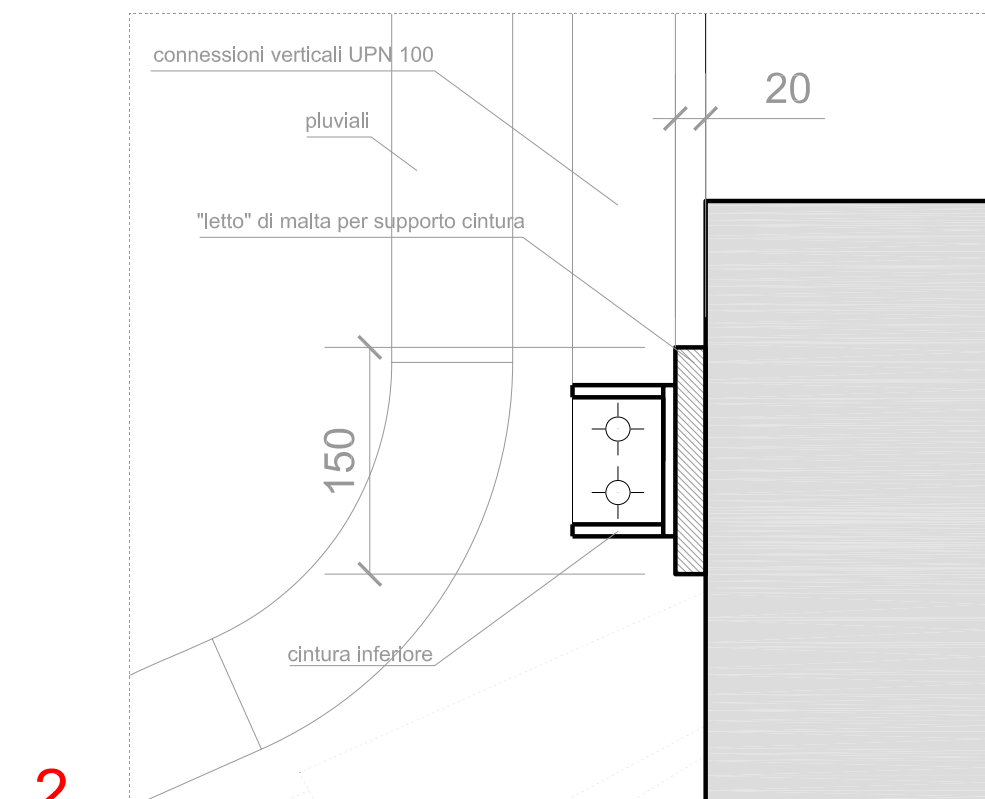 connessioni verticali UPN 100
20
pluviali
"letto" di malta per supporto cintura
150
cintura inferiore
2